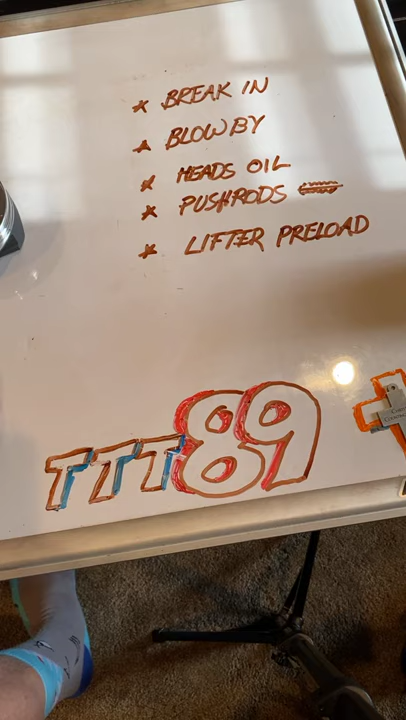 * BREAK IN
* BLOWBY
* HEADS OIL
* PUSHRODS
* LIFTER PRELOAD
TTT89